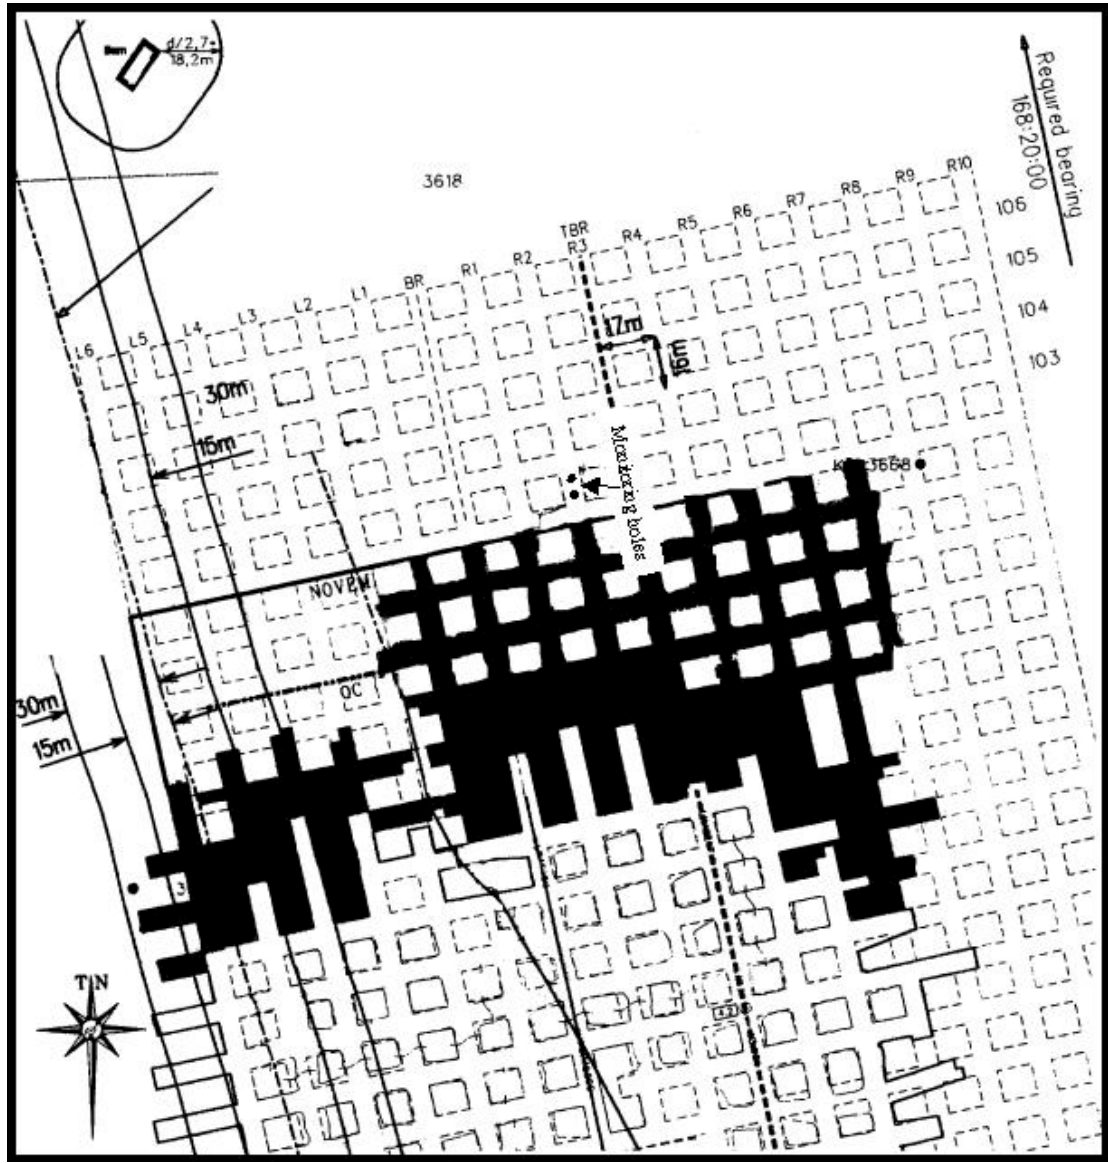 d/2,7=
18,2m
3618
Required bearing
168:20:00
R10
R9
R8
R7
R6
R5
R4
TBR
R3
R2
R1
BR
L1
L2
L3
L4
L5
L6
106
105
104
103
17m
16m
30m
15m
Monitoring holes
3668
NOVEM
OC
30m
15m
3
T N